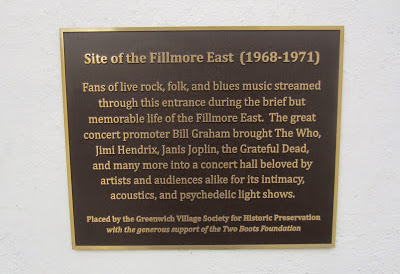 Site of the Fillmore East (1968-1971)
Fans of live rock, folk, and blues music streamed
through this entrance during the brief but
memorable life of the Fillmore East. The great
concert promoter Bill Graham brought The Who,
Jimi Hendrix, Janis Joplin, the Grateful Dead,
and many more into a concert hall beloved by
artists and audiences alike for its intimacy,
acoustics, and psychedelic light shows.
Placed by the Greenwich Village Society for Historic Preservation
with the generous support of the Two Boots Foundation